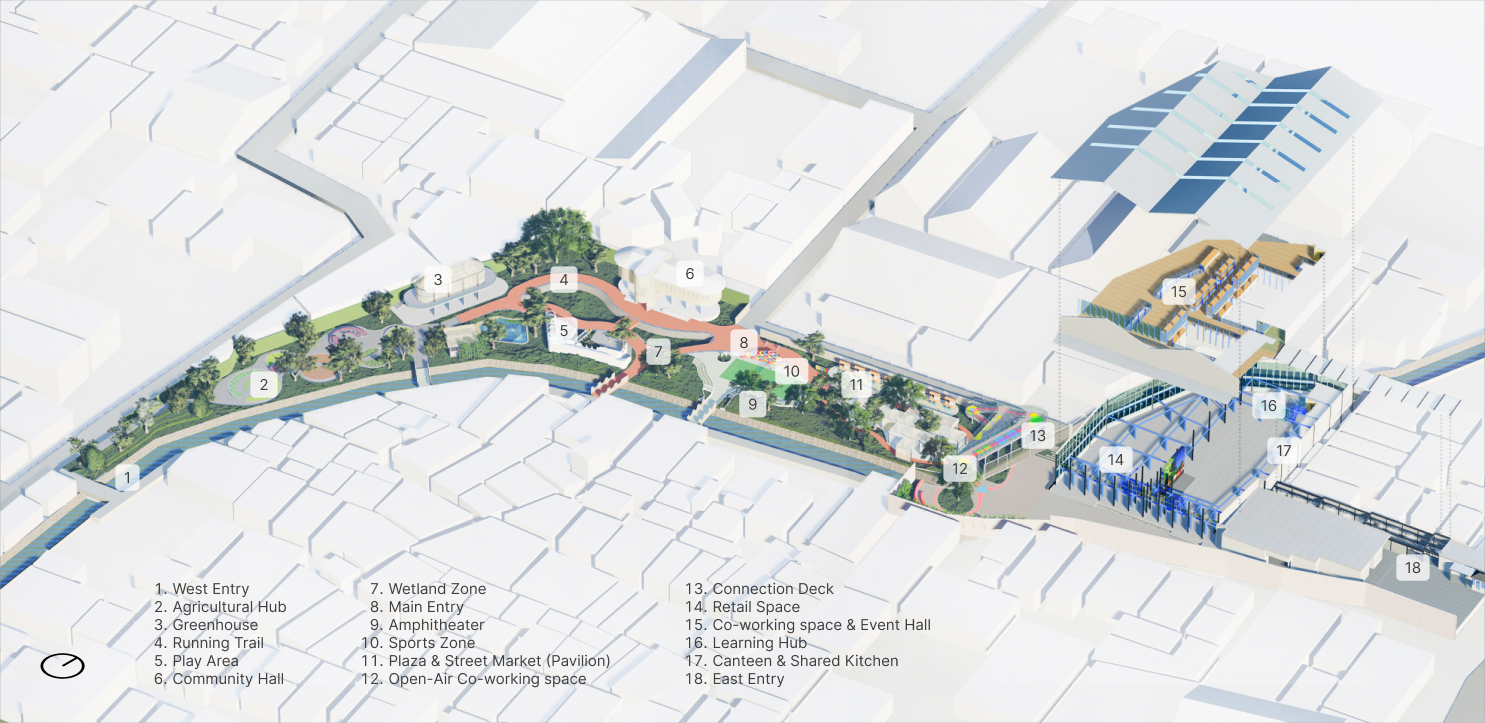 3
4
6
15
5
8
7
10
2
11
9
16
13
17
14
12
1
18
1. West Entry
2. Agricultural Hub
3. Greenhouse
4. Running Trail
5. Play Area
6. Community Hall
7. Wetland Zone
8. Main Entry
9. Amphitheater
10. Sports Zone
11. Plaza & Street Market (Pavilion)
12. Open-Air Co-working space
13. Connection Deck
14. Retail Space
15. Co-working space & Event Hall
16. Learning Hub
17. Canteen & Shared Kitchen
18. East Entry